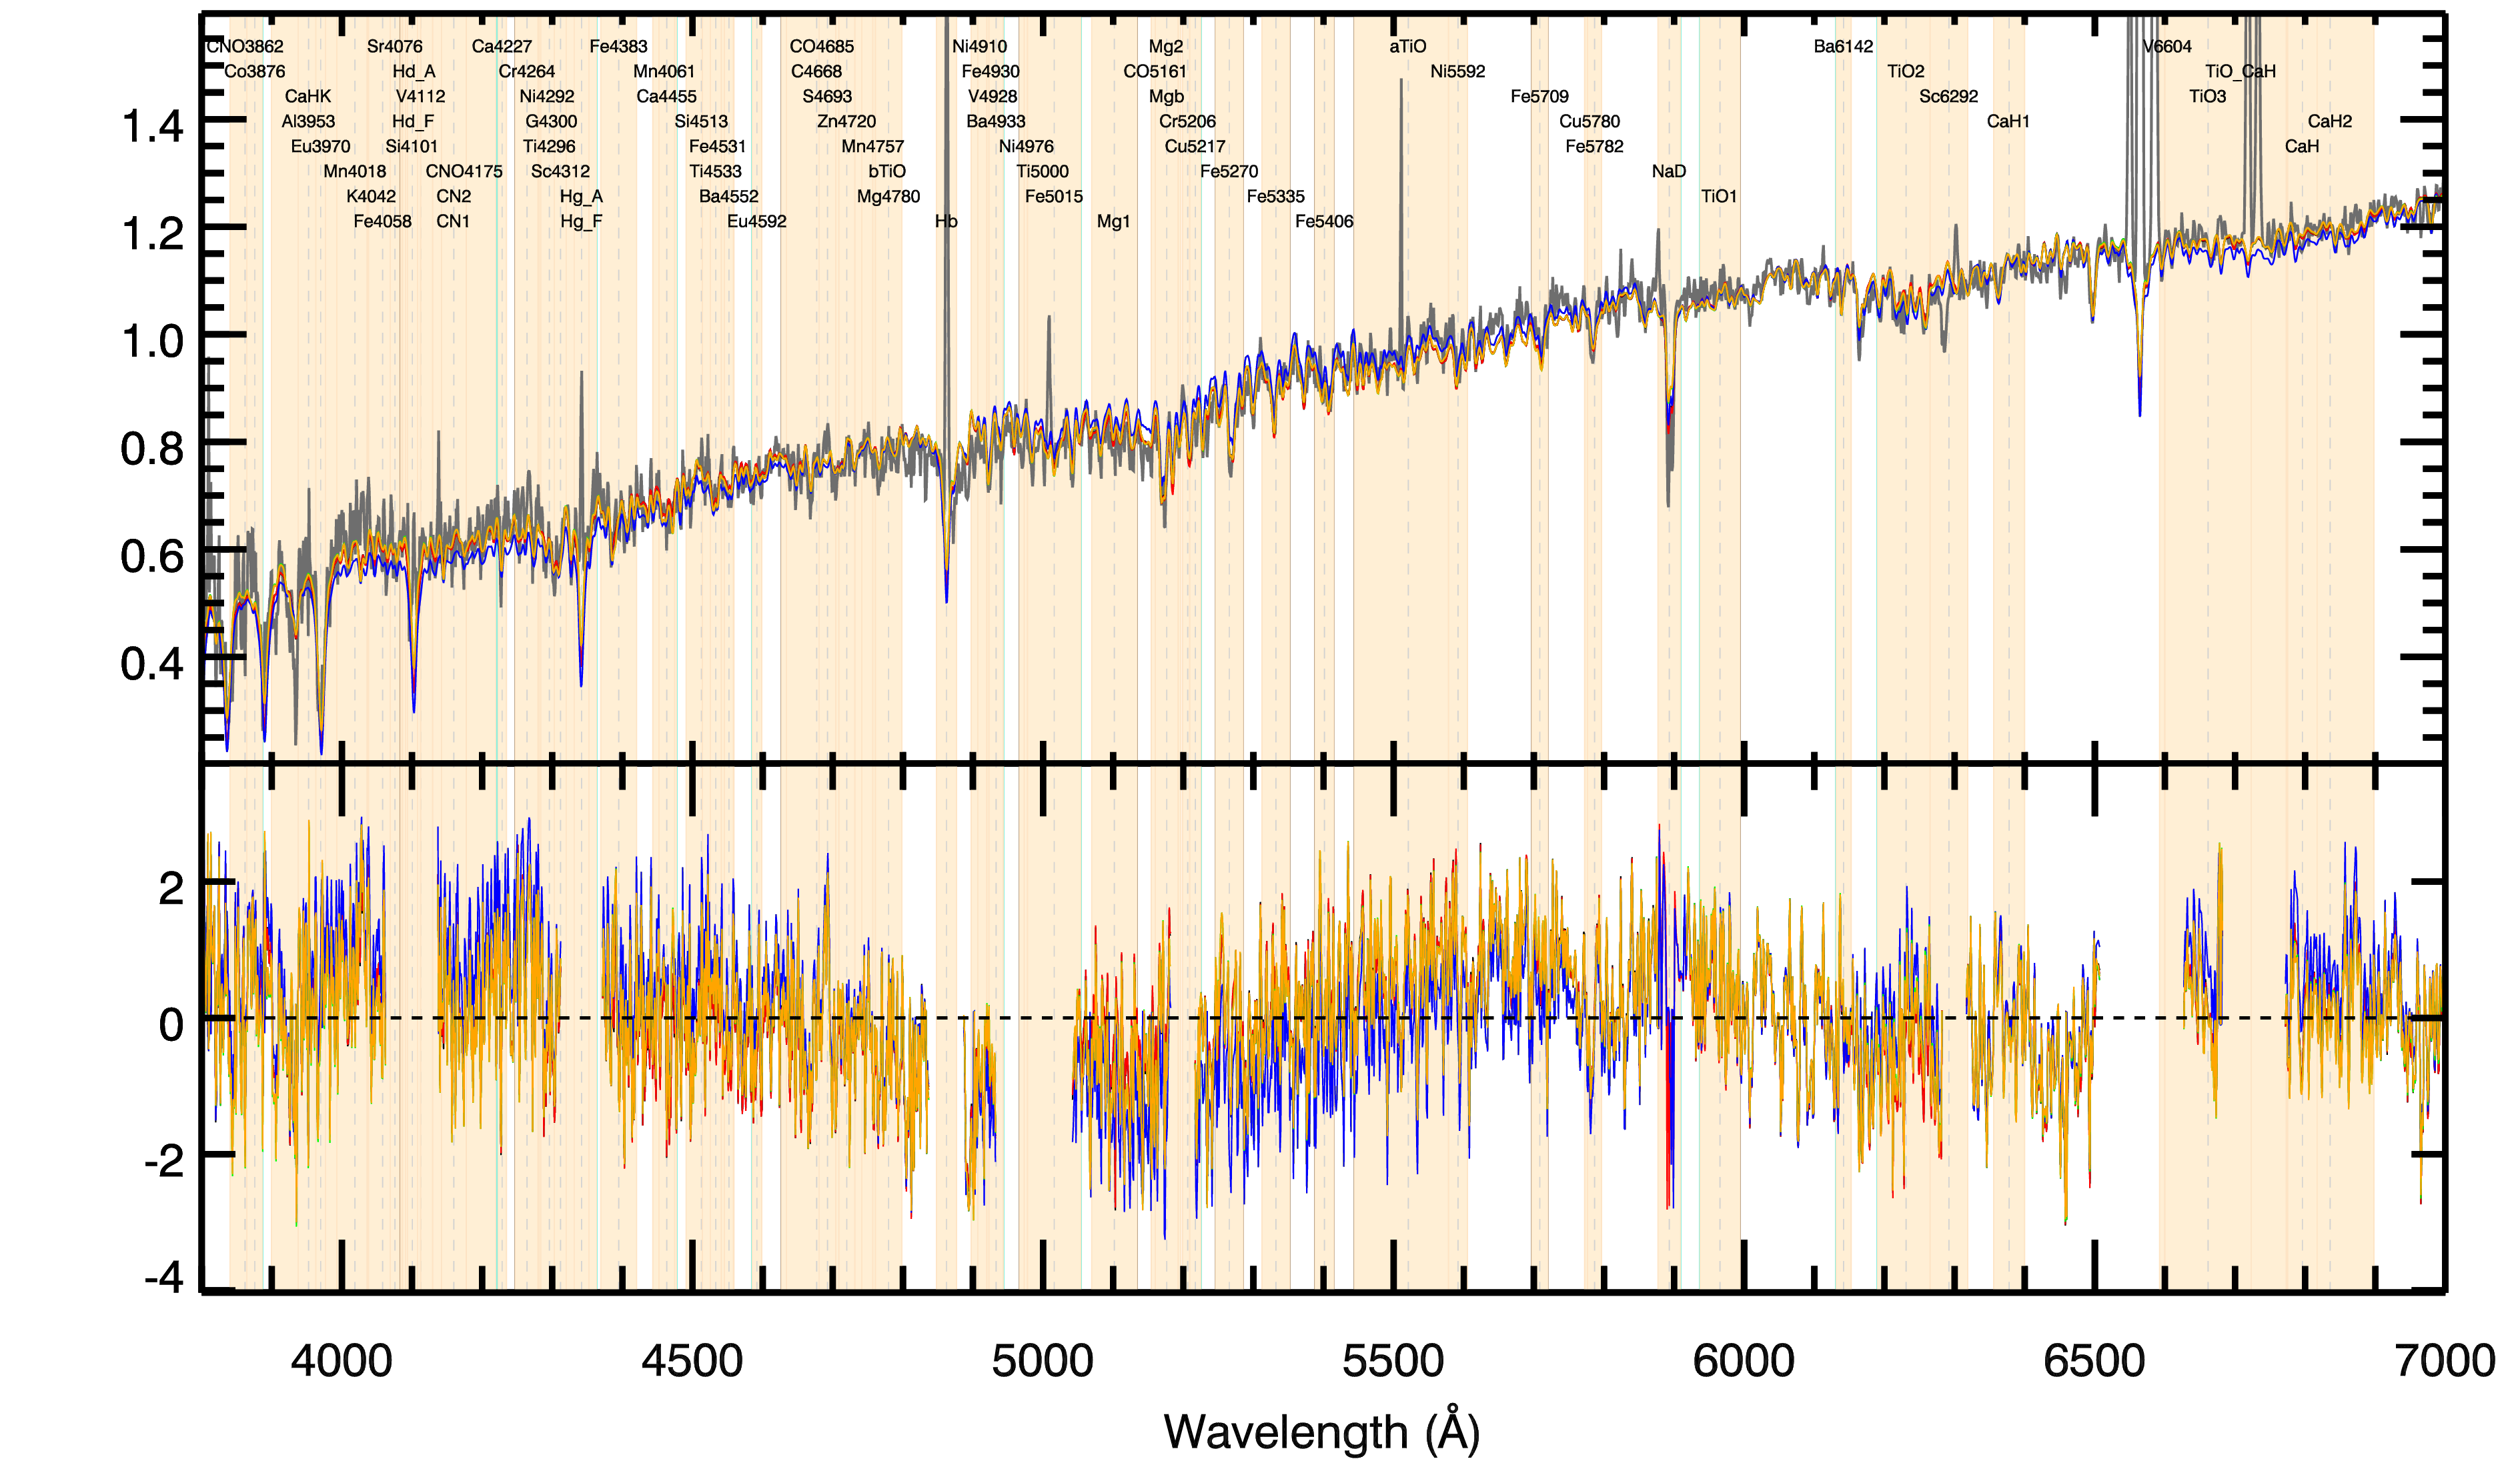 CNO3862 Sr4076 Ca4227 Fe4383 CO4685 Ni4910 Mg2 aTiO Ba6142 V6604
Co3876 Hd_A Cr4264 Mn4061 C4668 Fe4930 CO5161 Ni5592 TiO2 TiO_CaH
CaHK V4112 Ni4292 Ca4455 S4693 V4928 Mgb Fe5709 Sc6292 TiO3
1.4 Al3953 Hd_F G4300 Si4513 Zn4720 Ba4933 Cr5206 Cu5780 CaH1 CaH2
Eu3970 Si4101 Ti4296 Fe4531 Mn4757 Ni4976 Cu5217 Fe5782 CaH
Mn4018 CNO4175 Sc4312 Ti4533 bTiO Ti5000 Fe5270 NaD
K4042 CN2 Hg_A Ba4552 Mg4780 Fe5015 Fe5335 TiO1
1.2 Fe4058 CN1 Hg_F Eu4592 Hb Mg1 Fe5406
1.0
0.8
0.6
0.4
2
0
-2
-4
4000 4500 5000 5500 6000 6500 7000
Wavelength (Å)